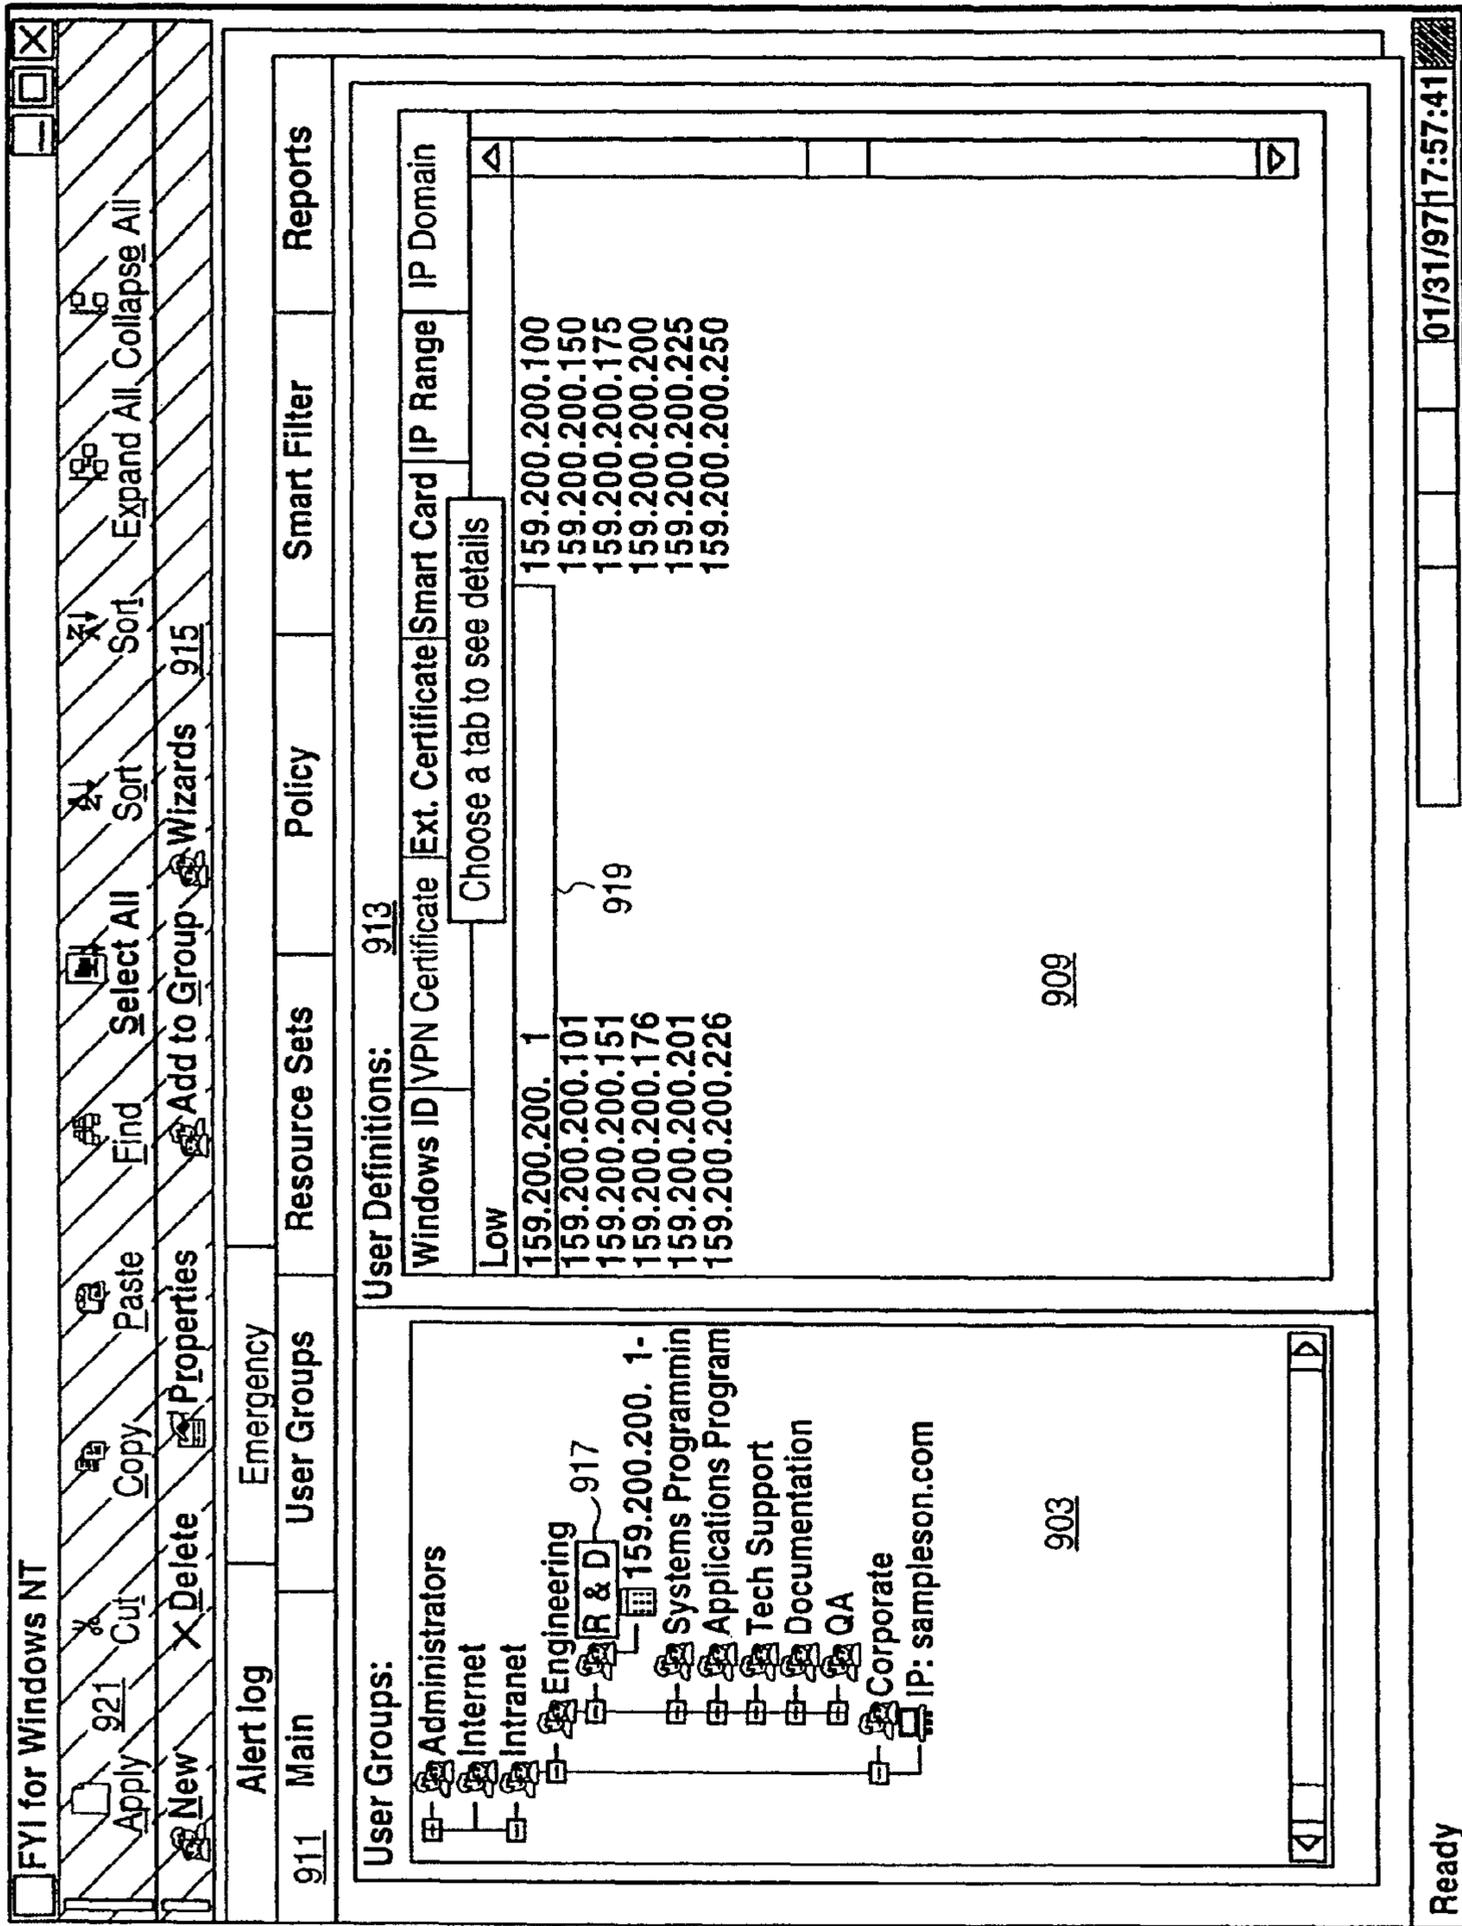 FYI for Windows NT
Apply 921 Cut Copy Paste Find Select All Sort Sort Expand All Collapse All
New Delete Properties Add to Group Wizards 915
Alert log Emergency
911 Main User Groups Resource Sets Policy Smart Filter Reports
User Groups:
Administrators
Internet
Intranet
Engineering
R & D 917
159.200.200. 1-
Systems Programmin
Applications Program
Tech Support
Documentation
QA
Corporate
IP: sampleson.com
903
User Definitions: 913
Windows ID VPN Certificate Ext. Certificate Smart Card IP Range IP Domain
Choose a tab to see details
Low
159.200.200. 1 159.200.200.100
159.200.200.101 159.200.200.150
159.200.200.151 159.200.200.175
159.200.200.176 159.200.200.200
159.200.200.201 159.200.200.225
159.200.200.226 159.200.200.250
919
909
Ready 01/31/97 17:57:41